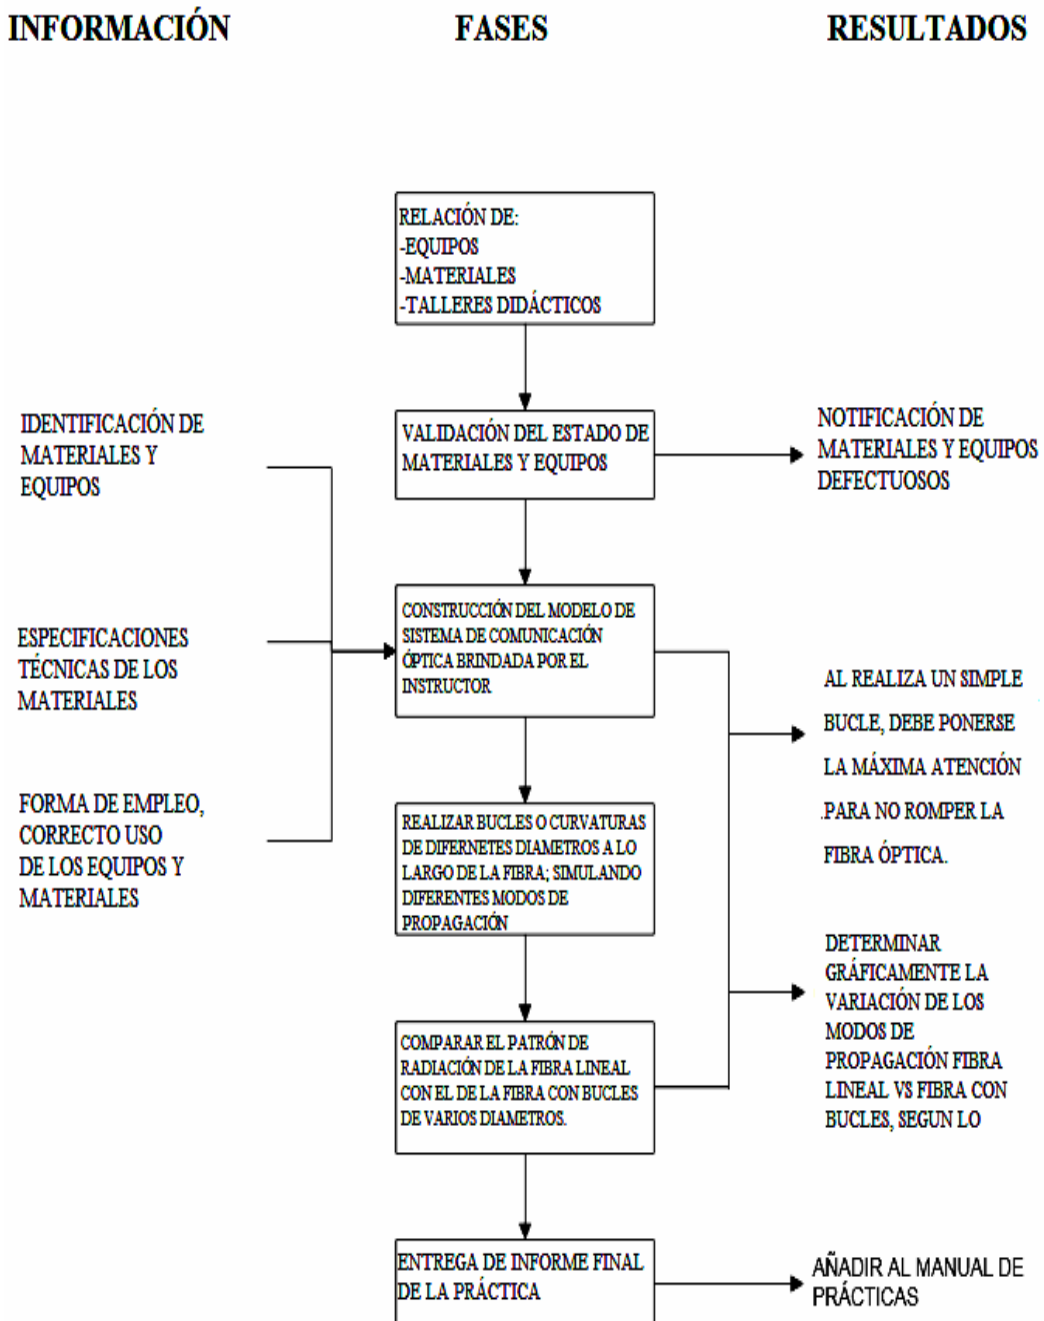 INFORMACIÓN
FASES
RESULTADOS
RELACIÓN DE:
-EQUIPOS
-MATERIALES
-TALLERES DIDÁCTICOS
IDENTIFICACIÓN DE
MATERIALES Y
EQUIPOS
VALIDACIÓN DEL ESTADO DE
MATERIALES Y EQUIPOS
NOTIFICACIÓN DE
MATERIALES Y EQUIPOS
DEFECTUOSOS
ESPECIFICACIONES
TÉCNICAS DE LOS
MATERIALES
CONSTRUCCIÓN DEL MODELO DE
SISTEMA DE COMUNICACIÓN
ÓPTICA BRINDADA POR EL
INSTRUCTOR
AL REALIZA UN SIMPLE
BUCLE, DEBE PONERSE
LA MÁXIMA ATENCIÓN
.PARA NO ROMPER LA
FIBRA ÓPTICA.
FORMA DE EMPLEO,
CORRECTO USO
DE LOS EQUIPOS Y
MATERIALES
REALIZAR BUCLES O CURVATURAS
DE DIFERNETES DIAMETROS A LO
LARGO DE LA FIBRA; SIMULANDO
DIFERENTES MODOS DE
PROPAGACIÓN
DETERMINAR
GRÁFICAMENTE LA
VARIACIÓN DE LOS
MODOS DE
PROPAGACIÓN FIBRA
LINEAL VS FIBRA CON
BUCLES, SEGUN LO
COMPARAR EL PATRÓN DE
RADIACIÓN DE LA FIBRA LINEAL
CON EL DE LA FIBRA CON BUCLES
DE VARIOS DIAMETROS.
ENTREGA DE INFORME FINAL
DE LA PRÁCTICA
AÑADIR AL MANUAL DE
PRÁCTICAS